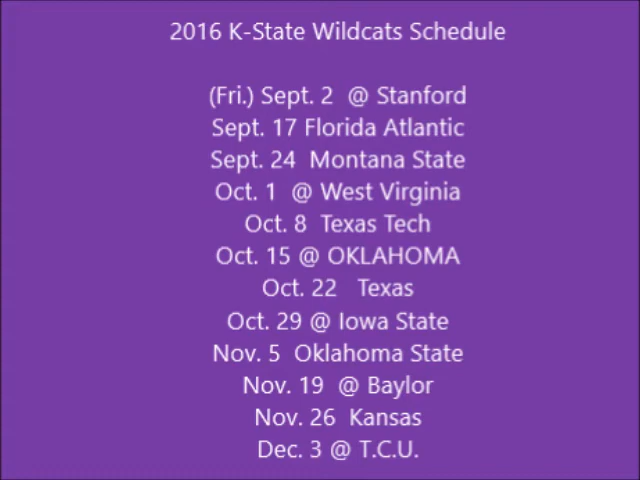 2016 K-State Wildcats Schedule
(Fri.) Sept. 2 @ Stanford
Sept. 17 Florida Atlantic
Sept. 24 Montana State
Oct. 1 @ West Virginia
Oct. 8 Texas Tech
Oct. 15 @ OKLAHOMA
Oct. 22 Texas
Oct. 29 @ Iowa State
Nov. 5 Oklahoma State
Nov. 19 @ Baylor
Nov. 26 Kansas
Dec. 3 @ T.C.U.